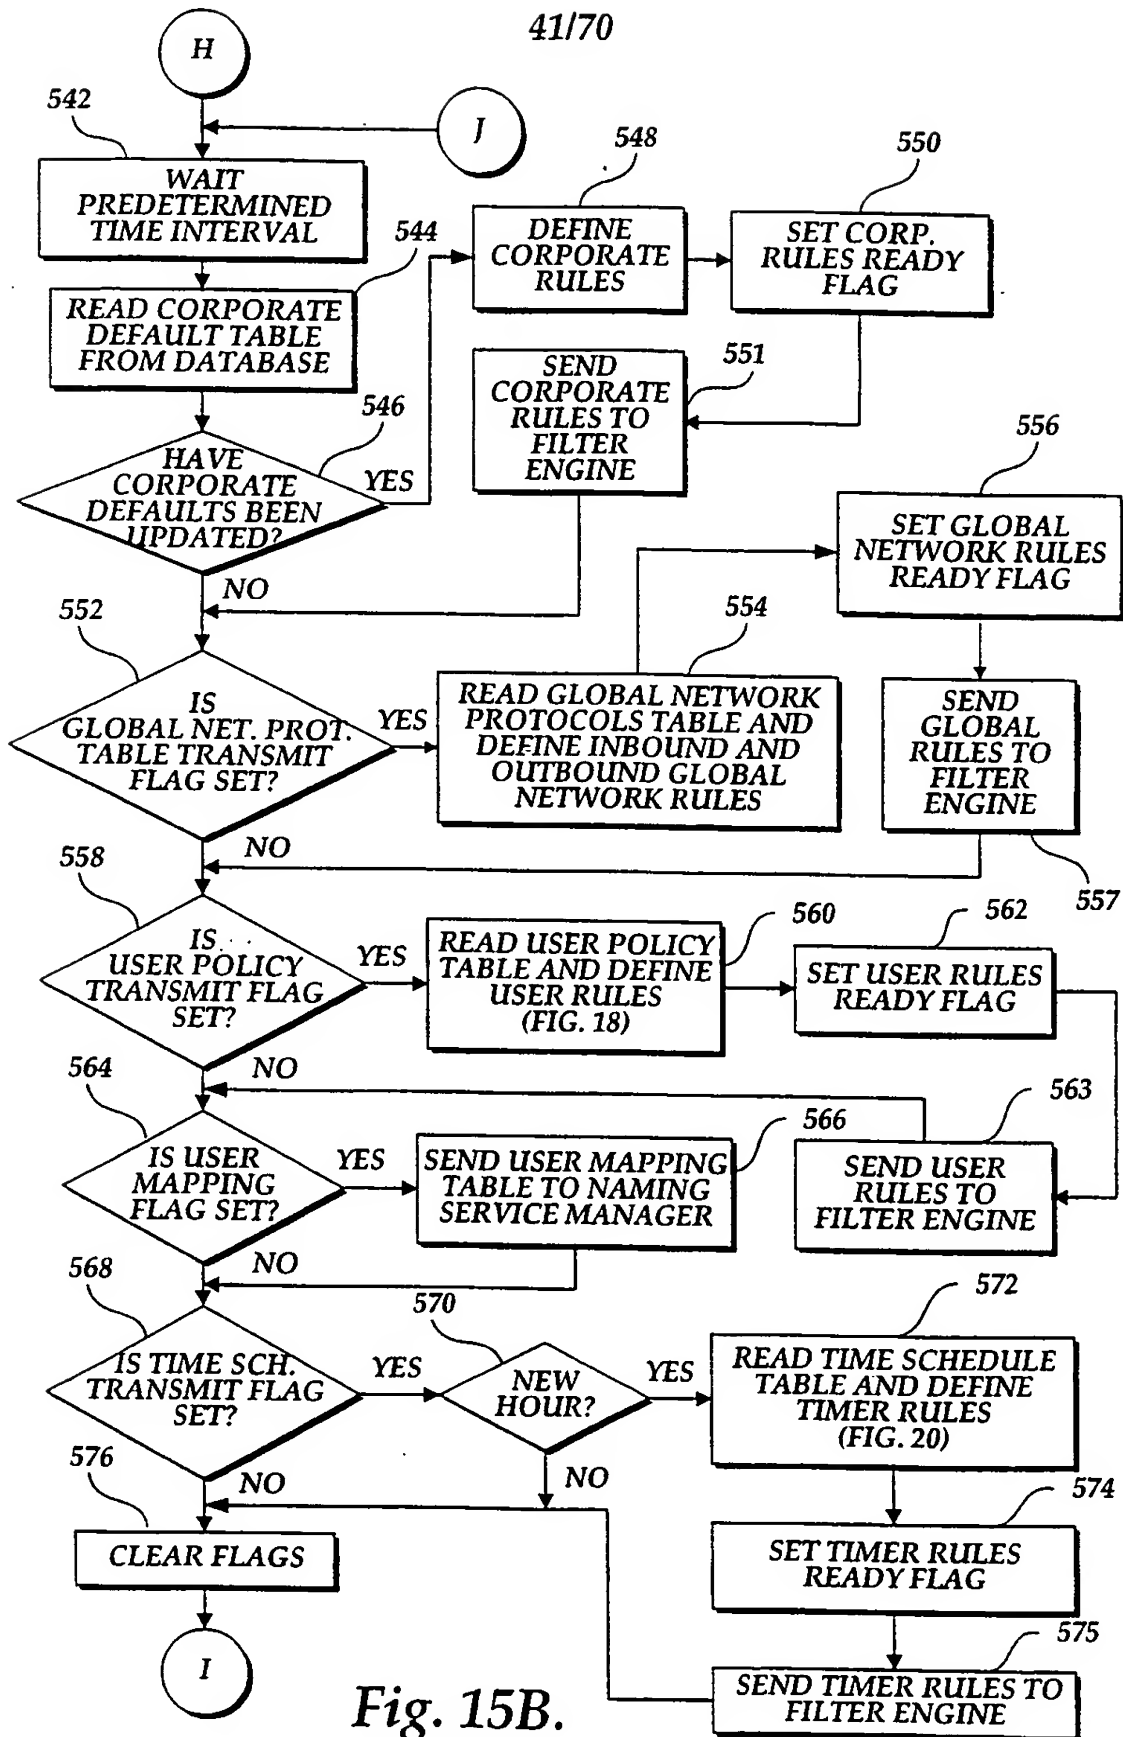 41/70
H
J
542
WAIT
PREDETERMINED
TIME INTERVAL
544
READ CORPORATE
DEFAULT TABLE
FROM DATABASE
546
HAVE
CORPORATE
DEFAULTS BEEN
UPDATED?
YES
NO
548
DEFINE
CORPORATE
RULES
550
SET CORP.
RULES READY
FLAG
551
SEND
CORPORATE
RULES TO
FILTER
ENGINE
552
IS
GLOBAL NET. PROT.
TABLE TRANSMIT
FLAG SET?
YES
NO
554
READ GLOBAL NETWORK
PROTOCOLS TABLE AND
DEFINE INBOUND AND
OUTBOUND GLOBAL
NETWORK RULES
556
SET GLOBAL
NETWORK RULES
READY FLAG
SEND
GLOBAL
RULES TO
FILTER
ENGINE
557
558
IS
USER POLICY
TRANSMIT FLAG
SET?
YES
NO
560
READ USER POLICY
TABLE AND DEFINE
USER RULES
(FIG. 18)
562
SET USER RULES
READY FLAG
563
SEND USER
RULES TO
FILTER ENGINE
564
IS USER
MAPPING
FLAG SET?
YES
NO
566
SEND USER MAPPING
TABLE TO NAMING
SERVICE MANAGER
568
IS TIME SCH.
TRANSMIT FLAG
SET?
YES
NO
570
NEW
HOUR?
YES
NO
572
READ TIME SCHEDULE
TABLE AND DEFINE
TIMER RULES
(FIG. 20)
574
SET TIMER RULES
READY FLAG
575
SEND TIMER RULES TO
FILTER ENGINE
576
CLEAR FLAGS
I
Fig. 15B.